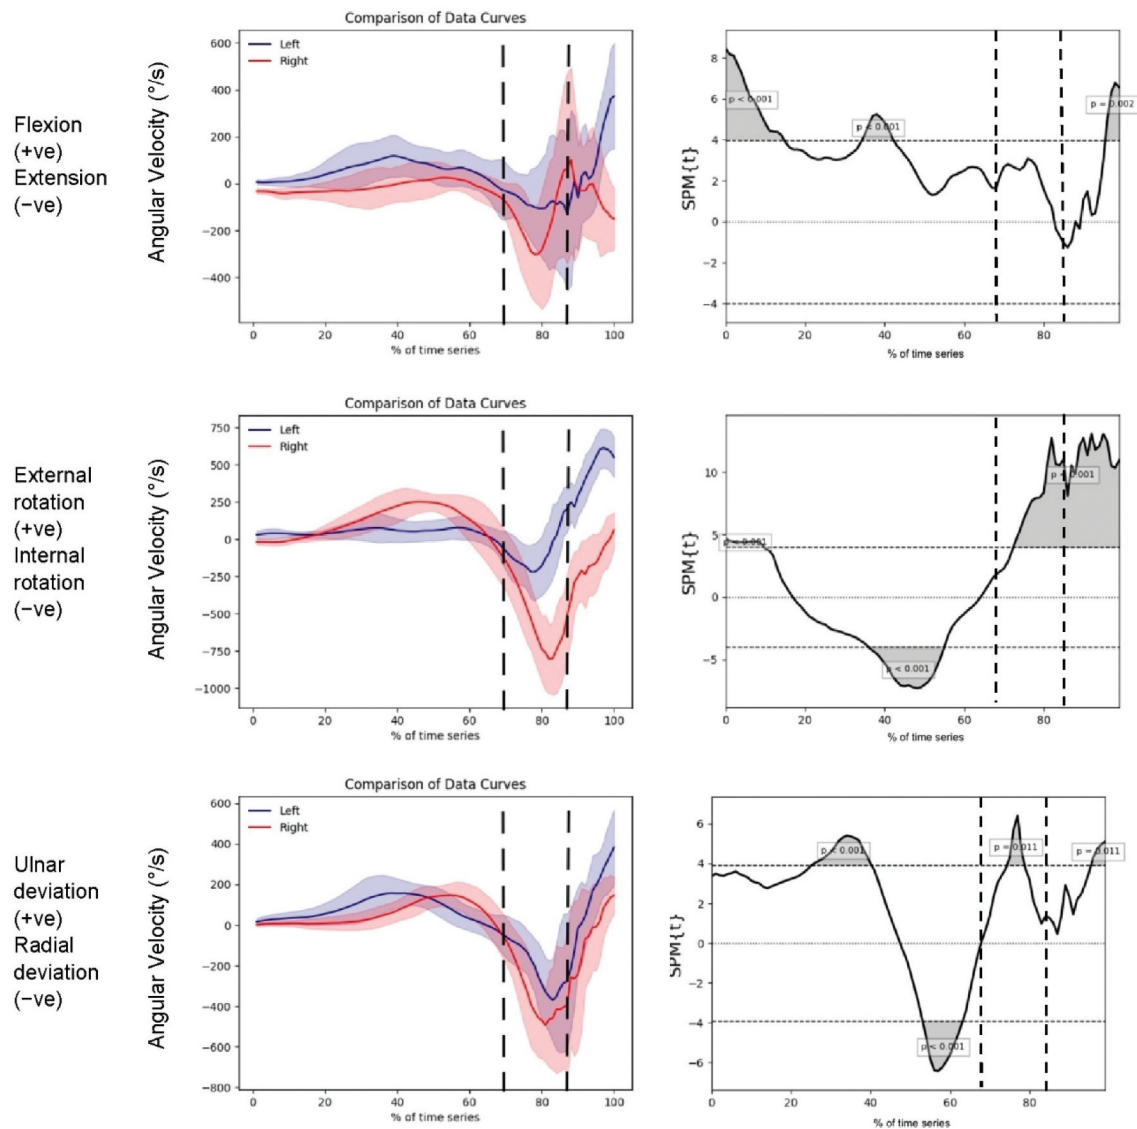 Flexion
(+ve)
Extension
(−ve)
Angular Velocity (°/s)
Comparison of Data Curves
Left
Right
600
400
200
0
−200
−400
0
20
40
60
80
100
% of time series
SPM{t}
8
6
4
2
0
−2
−4
p < 0.001
p < 0.001
p = 0.002
0
20
40
60
80
% of time series
External
rotation
(+ve)
Internal
rotation
(−ve)
Angular Velocity (°/s)
Comparison of Data Curves
Left
Right
750
500
250
0
−250
−500
−750
−1000
0
20
40
60
80
100
% of time series
SPM{t}
10
5
0
−5
p < 0.001
p < 0.001
p < 0.001
0
20
40
60
80
% of time series
Ulnar
deviation
(+ve)
Radial
deviation
(−ve)
Angular Velocity (°/s)
Comparison of Data Curves
Left
Right
600
400
200
0
−200
−400
−600
−800
0
20
40
60
80
100
% of time series
SPM{t}
6
4
2
0
−2
−4
−6
p < 0.001
p < 0.001
p = 0.011
p = 0.011
0
20
40
60
80
% of time series